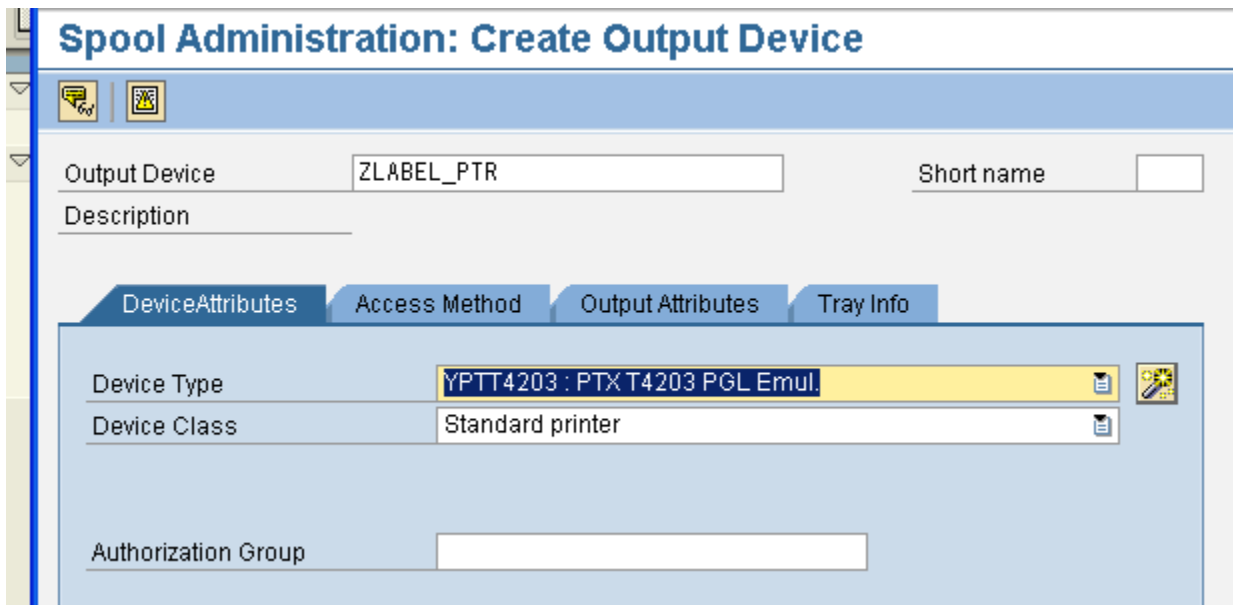 Spool Administration: Create Output Device
Output Device ZLABEL_PTR Short name
Description
DeviceAttributes Access Method Output Attributes Tray Info
Device Type YPTT4203 : PTX T4203 PGL Emul.
Device Class Standard printer
Authorization Group